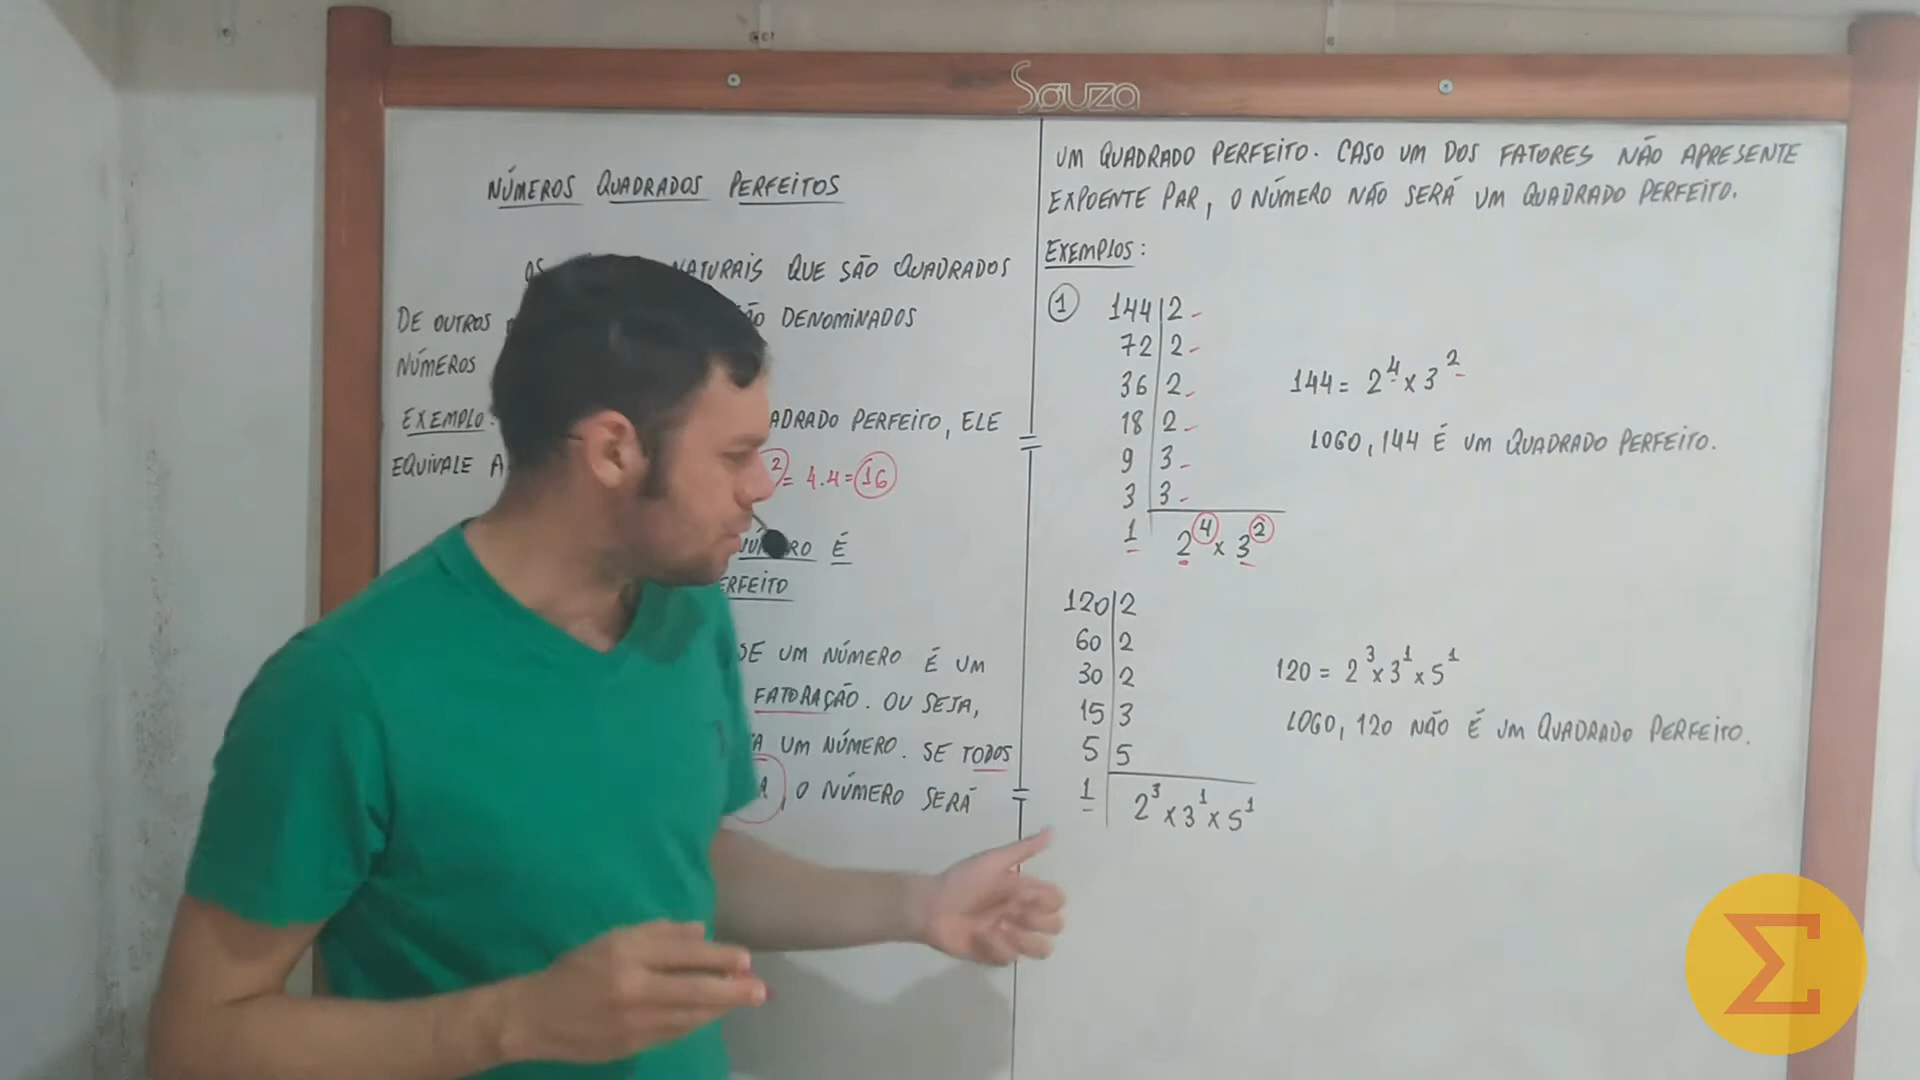 Souza
NÚMEROS QUADRADOS PERFEITOS
OS NATURAIS QUE SÃO QUADRADOS
DE OUTROS DENOMINADOS
NÚMEROS
EXEMPLO: QUADRADO PERFEITO, ELE
EQUIVALE A 2 = 4.4 = 16
NÚMERO É
PERFEITO
SE UM NÚMERO É UM
FATORAÇÃO. OU SEJA,
UM NÚMERO. SE TODOS
O NÚMERO SERÁ
UM QUADRADO PERFEITO. CASO UM DOS FATORES NÃO APRESENTE
EXPOENTE PAR, O NÚMERO NÃO SERÁ UM QUADRADO PERFEITO.
EXEMPLOS:
1 144|2
72|2
36|2
18|2
9|3
3|3
1 2⁴ x 3²
144 = 2⁴ x 3²
LOGO, 144 É UM QUADRADO PERFEITO.
120|2
60|2
30|2
15|3
5|5
1 2³ x 3¹ x 5¹
120 = 2³ x 3¹ x 5¹
LOGO, 120 NÃO É UM QUADRADO PERFEITO.
Σ